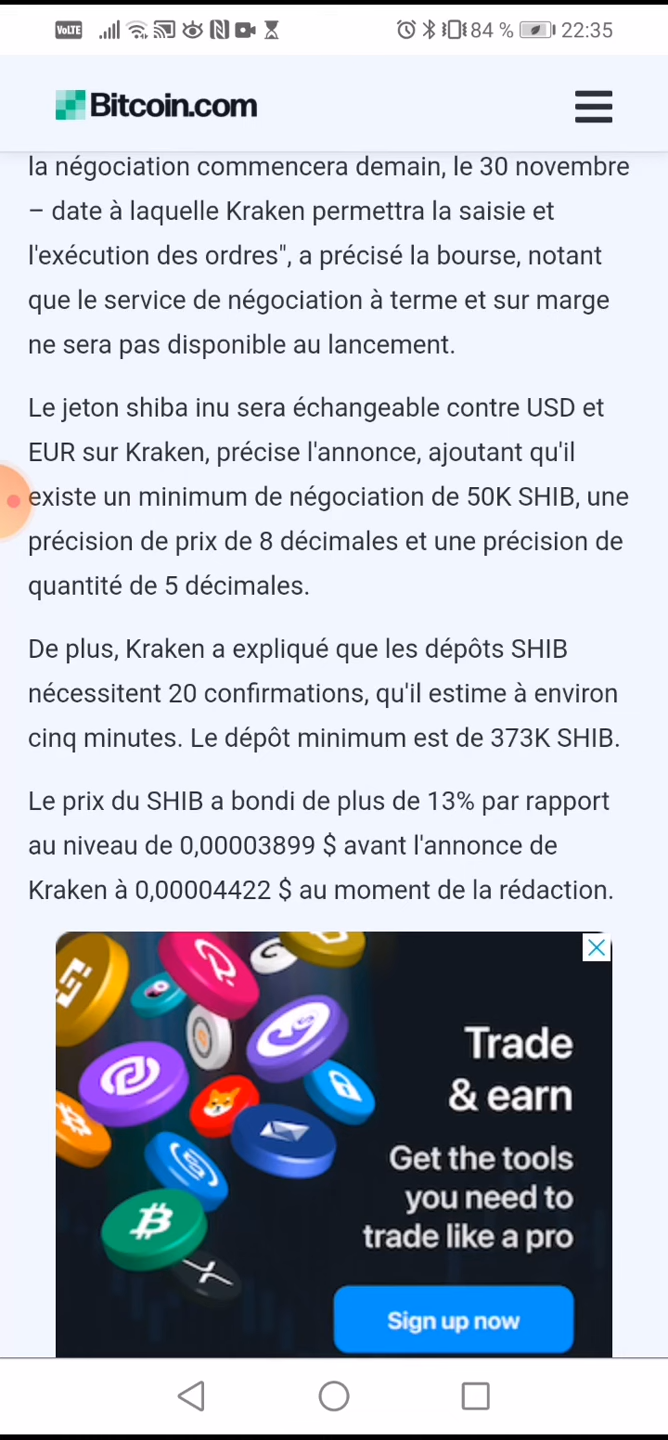 VoLTE
84 %
22:35
Bitcoin.com
la négociation commencera demain, le 30 novembre
– date à laquelle Kraken permettra la saisie et
l'exécution des ordres", a précisé la bourse, notant
que le service de négociation à terme et sur marge
ne sera pas disponible au lancement.
Le jeton shiba inu sera échangeable contre USD et
EUR sur Kraken, précise l'annonce, ajoutant qu'il
existe un minimum de négociation de 50K SHIB, une
précision de prix de 8 décimales et une précision de
quantité de 5 décimales.
De plus, Kraken a expliqué que les dépôts SHIB
nécessitent 20 confirmations, qu'il estime à environ
cinq minutes. Le dépôt minimum est de 373K SHIB.
Le prix du SHIB a bondi de plus de 13% par rapport
au niveau de 0,00003899 $ avant l'annonce de
Kraken à 0,00004422 $ au moment de la rédaction.
Trade
& earn
Get the tools
you need to
trade like a pro
Sign up now